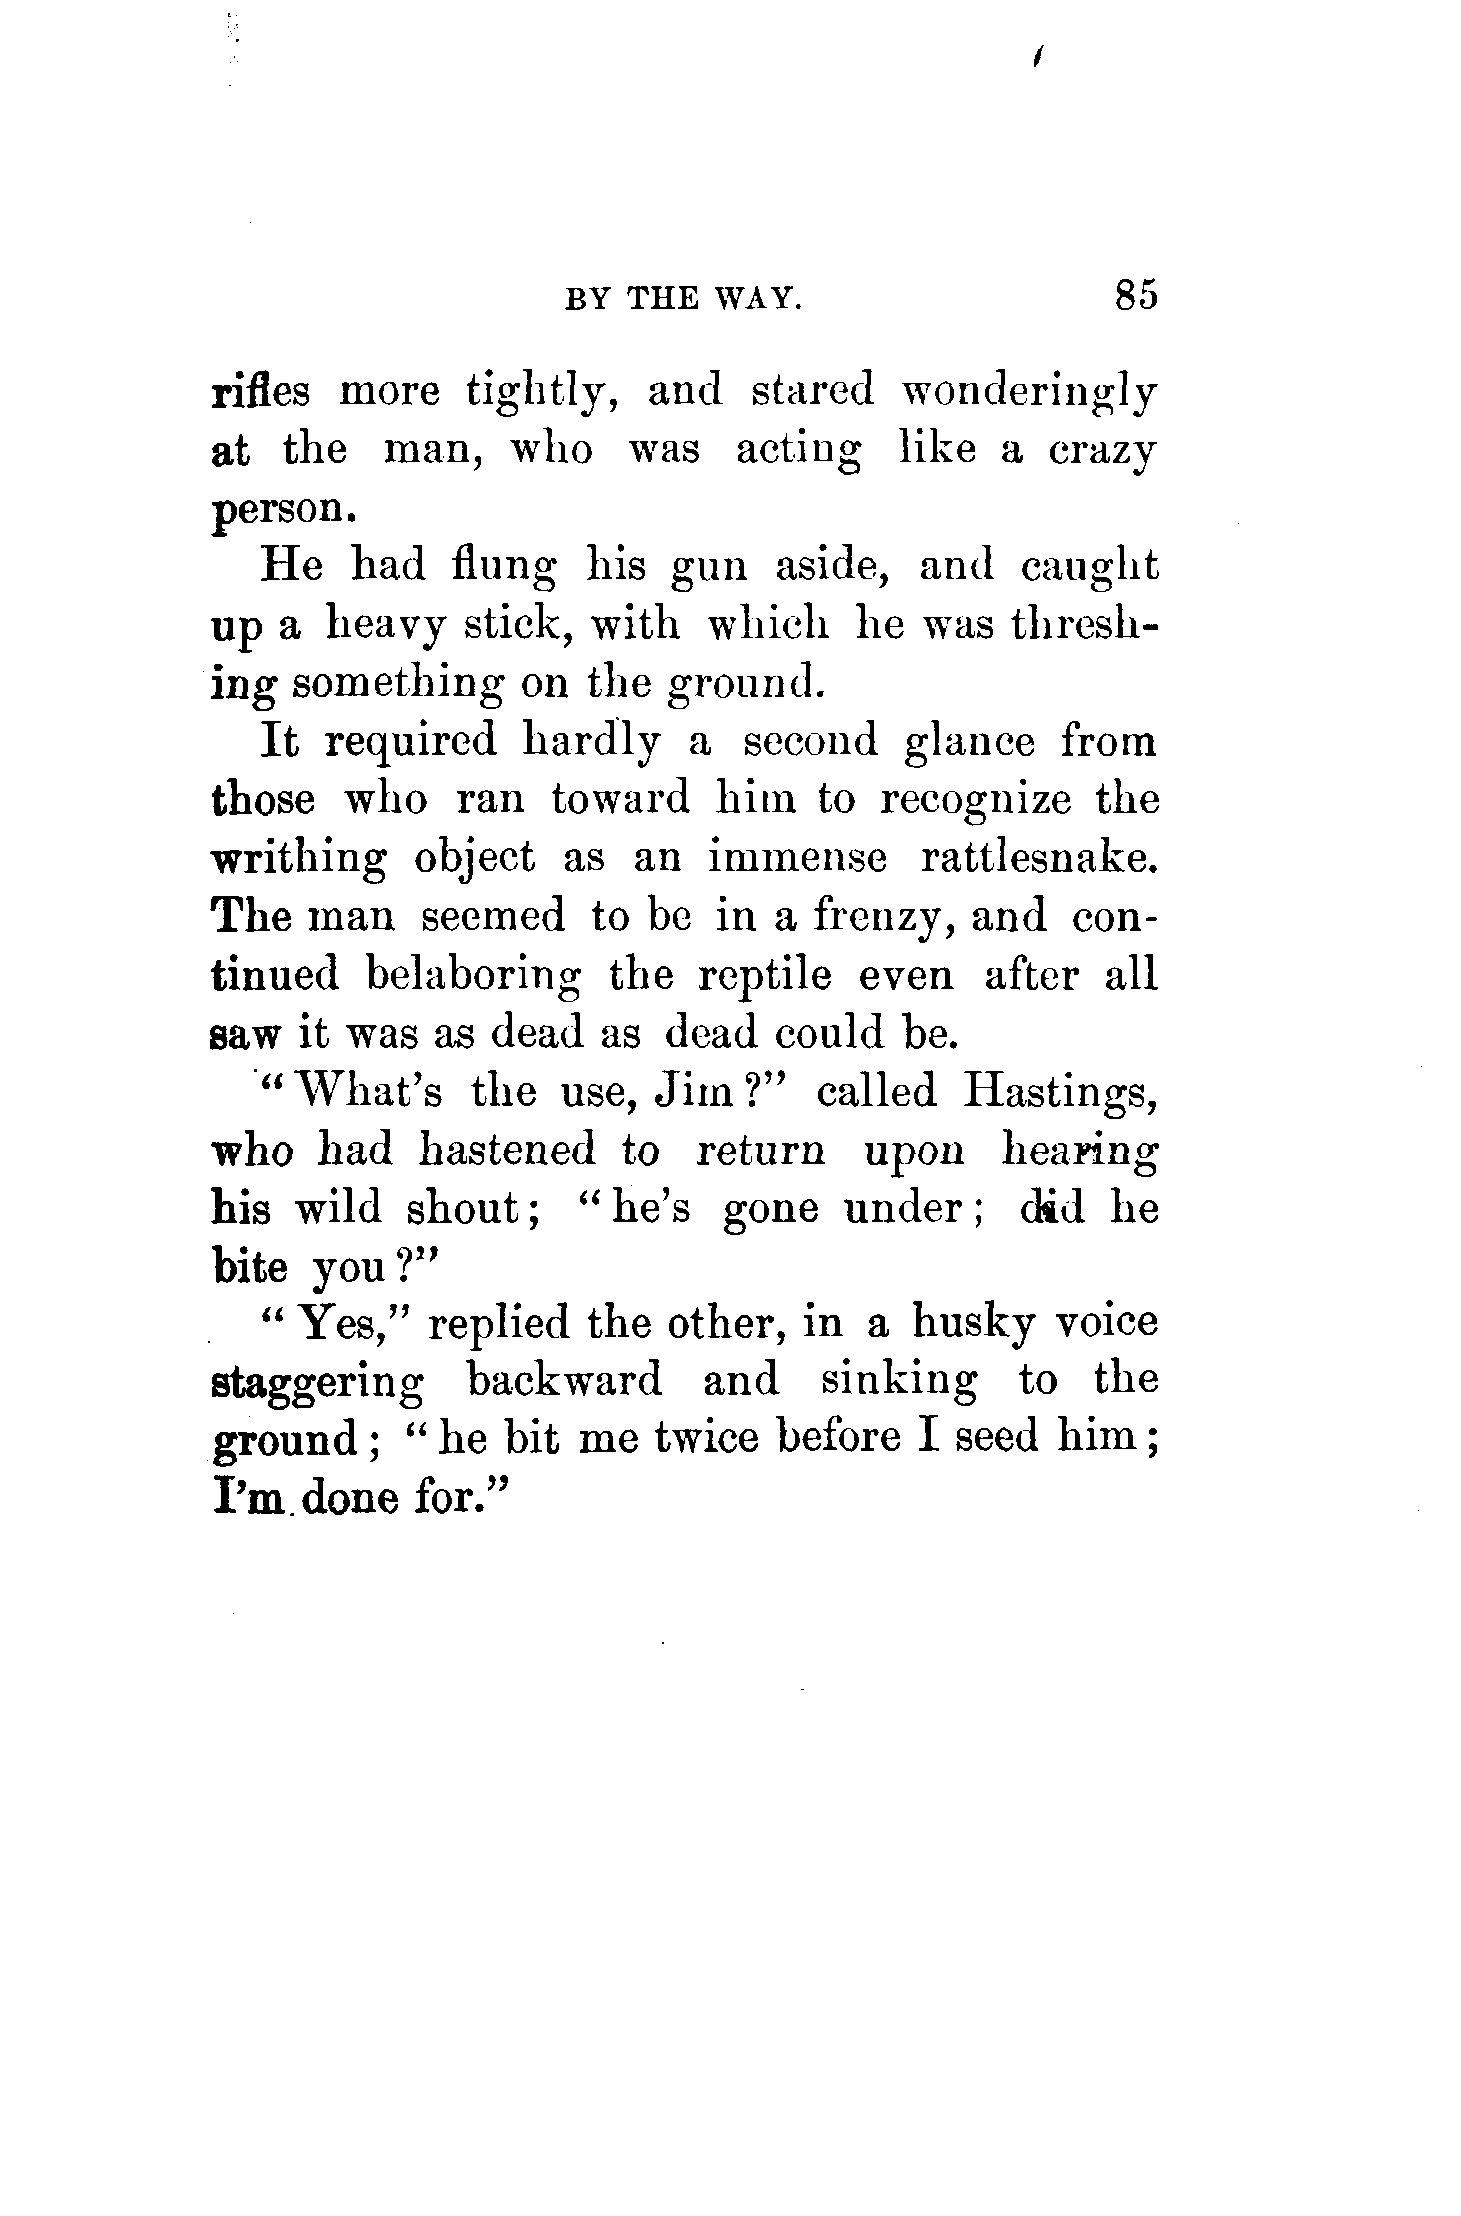 BY THE WAY. 85
rifles more tightly, and stared wonderingly
at the man, who was acting like a crazy
person.
He had flung his gun aside, and caught
up a heavy stick, with which he was thresh-
ing something on the ground.
It required hardly a second glance from
those who ran toward him to recognize the
writhing object as an immense rattlesnake.
The man seemed to be in a frenzy, and con-
tinued belaboring the reptile even after all
saw it was as dead as dead could be.
“What’s the use, Jim?” called Hastings,
who had hastened to return upon hearing
his wild shout; “he’s gone under; did he
bite you?”
“Yes,” replied the other, in a husky voice
staggering backward and sinking to the
ground; “he bit me twice before I seed him;
I’m done for.”